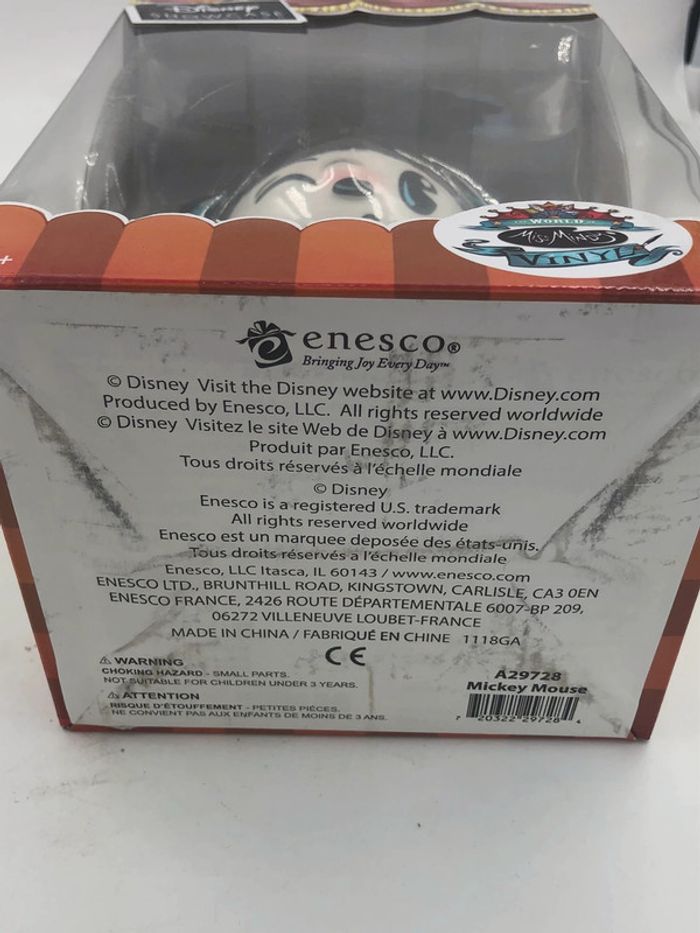 Disney
SHOWCASE
THE WORLD OF
MISS MINDY
VINYL
+
enesco®
Bringing Joy Every Day™
© Disney Visit the Disney website at www.Disney.com
Produced by Enesco, LLC. All rights reserved worldwide
© Disney Visitez le site Web de Disney à www.Disney.com
Produit par Enesco, LLC.
Tous droits réservés à l'échelle mondiale
© Disney
Enesco is a registered U.S. trademark
All rights reserved worldwide
Enesco est un marquee deposée des états-unis.
Tous droits réservés a l'échelle mondiale
Enesco, LLC Itasca, IL 60143 / www.enesco.com
ENESCO LTD., BRUNTHILL ROAD, KINGSTOWN, CARLISLE, CA3 0EN
ENESCO FRANCE, 2426 ROUTE DÉPARTEMENTALE 6007-BP 209,
06272 VILLENEUVE LOUBET-FRANCE
MADE IN CHINA / FABRIQUÉ EN CHINE 1118GA
CE
⚠ WARNING
CHOKING HAZARD - SMALL PARTS.
NOT SUITABLE FOR CHILDREN UNDER 3 YEARS.
⚠ ATTENTION
RISQUE D'ÉTOUFFEMENT - PETITES PIÈCES.
NE CONVIENT PAS AUX ENFANTS DE MOINS DE 3 ANS.
A29728
Mickey Mouse
7 20322 29728 4